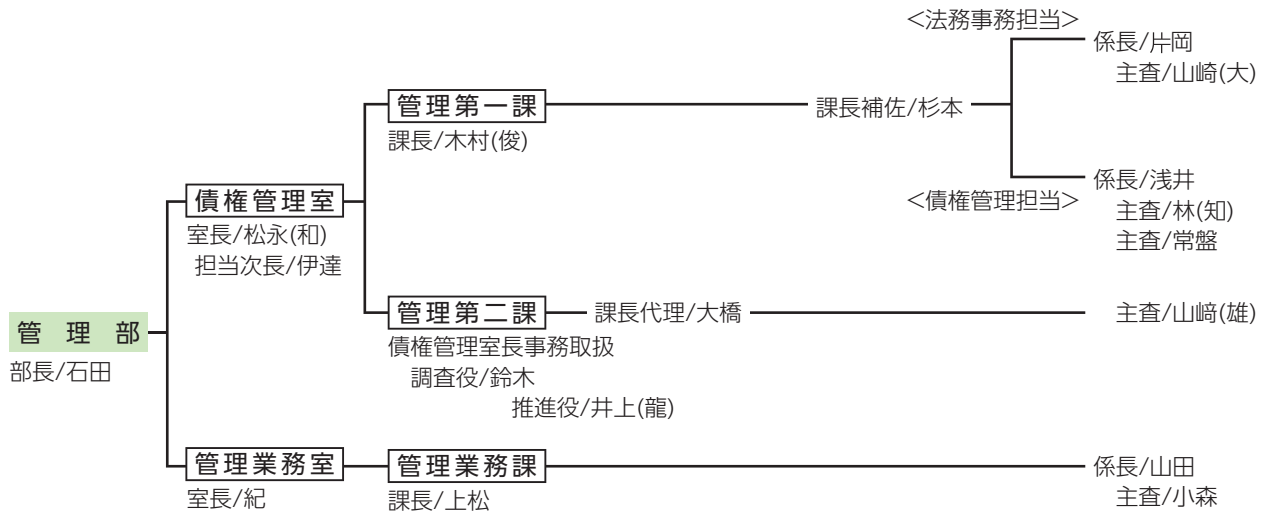 管理部
部長/石田
債権管理室
室長/松永(和)
担当次長/伊達
管理第一課
課長/木村(俊)
課長補佐/杉本
<法務事務担当>
係長/片岡
主査/山崎(大)
<債権管理担当>
係長/浅井
主査/林(知)
主査/常盤
管理第二課
債権管理室長事務取扱
調査役/鈴木
推進役/井上(龍)
課長代理/大橋
主査/山﨑(雄)
管理業務室
室長/紀
管理業務課
課長/上松
係長/山田
主査/小森